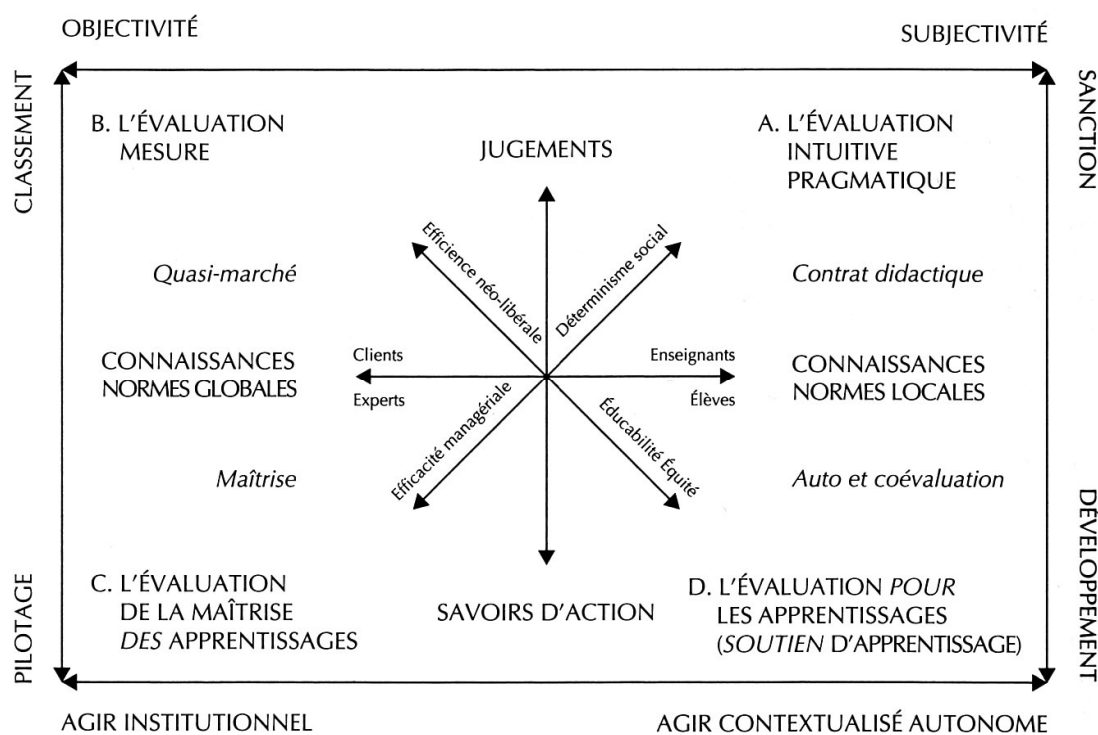 OBJECTIVITÉ
SUBJECTIVITÉ
CLASSEMENT
SANCTION
B. L'ÉVALUATION
MESURE
JUGEMENTS
A. L'ÉVALUATION
INTUITIVE
PRAGMATIQUE
Efficience néo-libérale
Déterminisme social
Quasi-marché
Contrat didactique
CONNAISSANCES
NORMES GLOBALES
Clients
Experts
Enseignants
Élèves
CONNAISSANCES
NORMES LOCALES
Efficacité managériale
Éducabilité Équité
Maîtrise
Auto et coévaluation
PILOTAGE
DÉVELOPPEMENT
C. L'ÉVALUATION
DE LA MAÎTRISE
DES APPRENTISSAGES
SAVOIRS D'ACTION
D. L'ÉVALUATION POUR
LES APPRENTISSAGES
(SOUTIEN D'APPRENTISSAGE)
AGIR INSTITUTIONNEL
AGIR CONTEXTUALISÉ AUTONOME